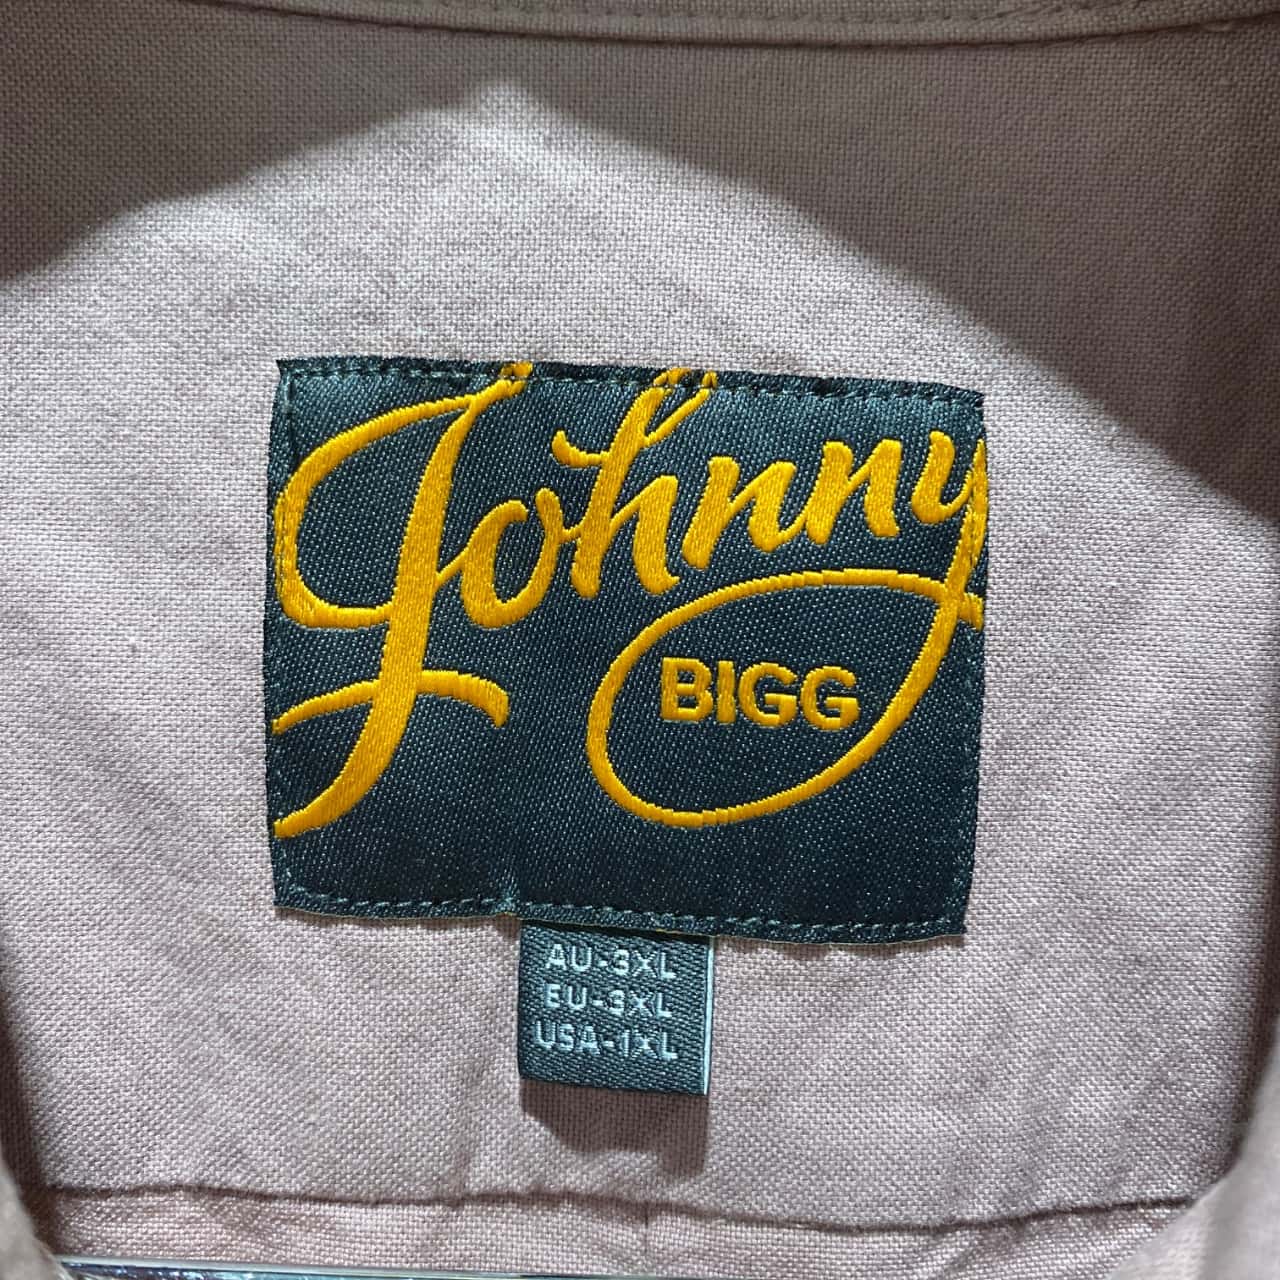 Johnny
BIGG
AU-3XL
EU-3XL
USA-1XL